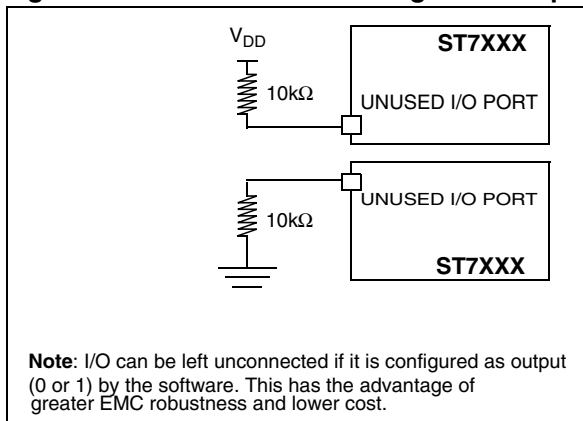 V_DD
ST7XXX
10kΩ
UNUSED I/O PORT
UNUSED I/O PORT
10kΩ
ST7XXX
Note: I/O can be left unconnected if it is configured as output
(0 or 1) by the software. This has the advantage of
greater EMC robustness and lower cost.